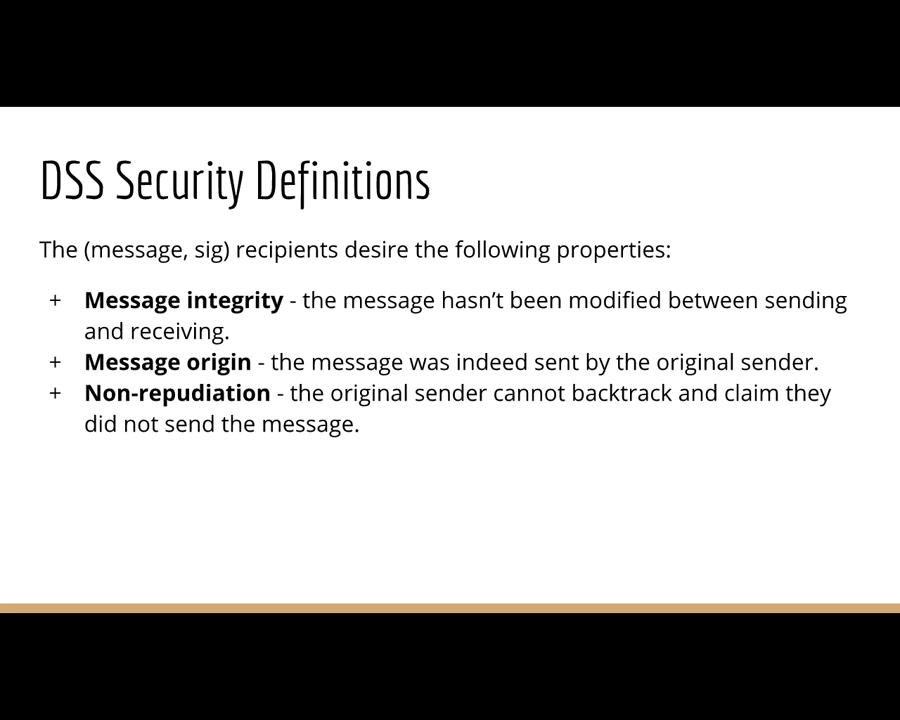 DSS Security Definitions
The (message, sig) recipients desire the following properties:
+ Message integrity - the message hasn’t been modified between sending
and receiving.
+ Message origin - the message was indeed sent by the original sender.
+ Non-repudiation - the original sender cannot backtrack and claim they
did not send the message.